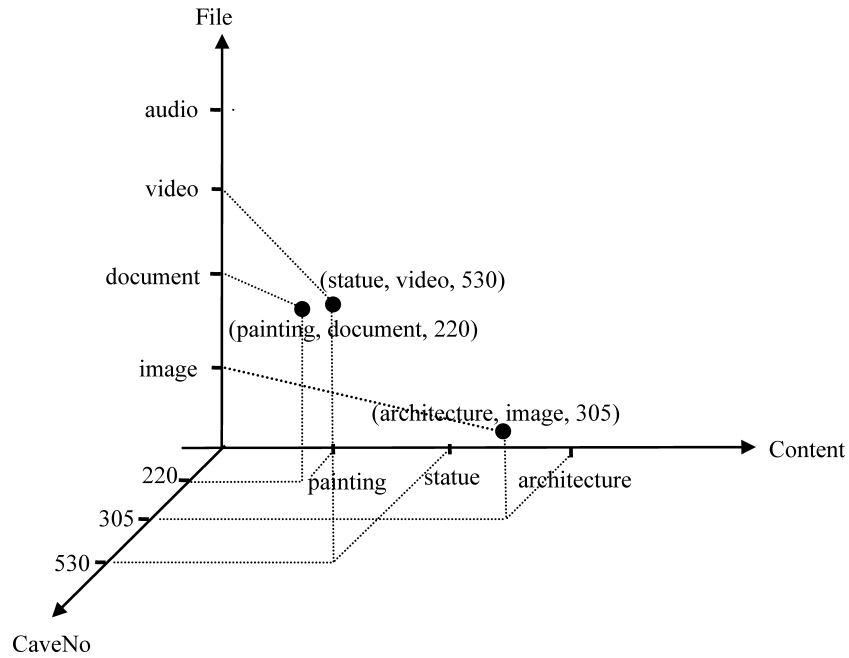 File
audio
video
document
(statue, video, 530)
(painting, document, 220)
image
(architecture, image, 305)
Content
220
painting
statue
architecture
305
530
CaveNo